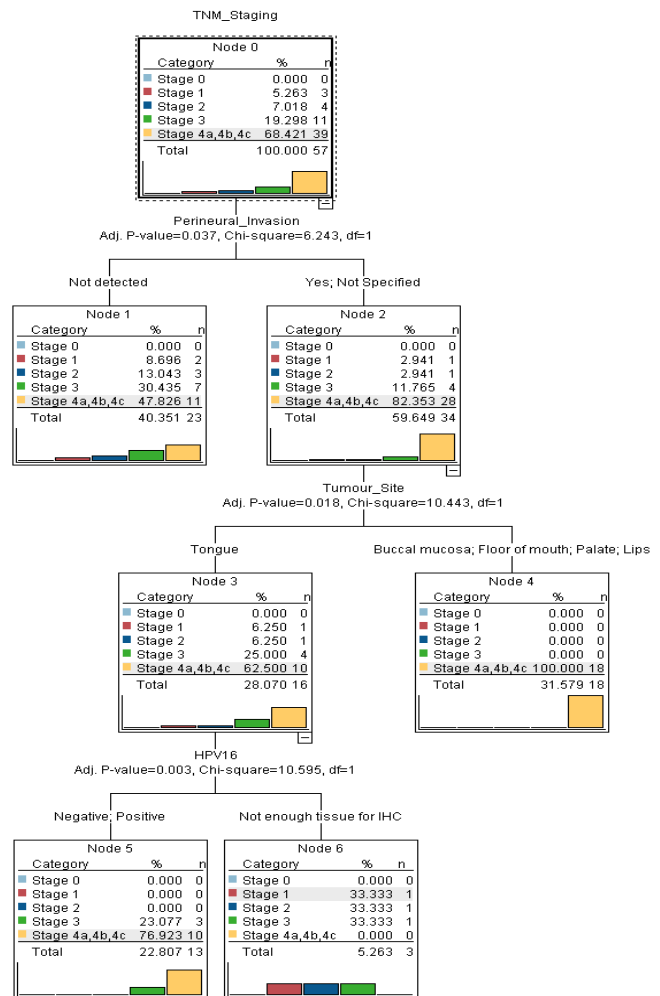 TNM_Staging
Node 0
Category % n
Stage 0 0.000 0
Stage 1 5.263 3
Stage 2 7.018 4
Stage 3 19.298 11
Stage 4a,4b,4c 68.421 39
Total 100.000 57
Perineural_Invasion
Adj. P-value=0.037, Chi-square=6.243, df=1
Not detected
Yes; Not Specified
Node 1
Category % n
Stage 0 0.000 0
Stage 1 8.696 2
Stage 2 13.043 3
Stage 3 30.435 7
Stage 4a,4b,4c 47.826 11
Total 40.351 23
Node 2
Category % n
Stage 0 0.000 0
Stage 1 2.941 1
Stage 2 2.941 1
Stage 3 11.765 4
Stage 4a,4b,4c 82.353 28
Total 59.649 34
Tumour_Site
Adj. P-value=0.018, Chi-square=10.443, df=1
Tongue
Buccal mucosa; Floor of mouth; Palate; Lips
Node 3
Category % n
Stage 0 0.000 0
Stage 1 6.250 1
Stage 2 6.250 1
Stage 3 25.000 4
Stage 4a,4b,4c 62.500 10
Total 28.070 16
Node 4
Category % n
Stage 0 0.000 0
Stage 1 0.000 0
Stage 2 0.000 0
Stage 3 0.000 0
Stage 4a,4b,4c 100.000 18
Total 31.579 18
HPV16
Adj. P-value=0.003, Chi-square=10.595, df=1
Negative; Positive
Not enough tissue for IHC
Node 5
Category % n
Stage 0 0.000 0
Stage 1 0.000 0
Stage 2 0.000 0
Stage 3 23.077 3
Stage 4a,4b,4c 76.923 10
Total 22.807 13
Node 6
Category % n
Stage 0 0.000 0
Stage 1 33.333 1
Stage 2 33.333 1
Stage 3 33.333 1
Stage 4a,4b,4c 0.000 0
Total 5.263 3